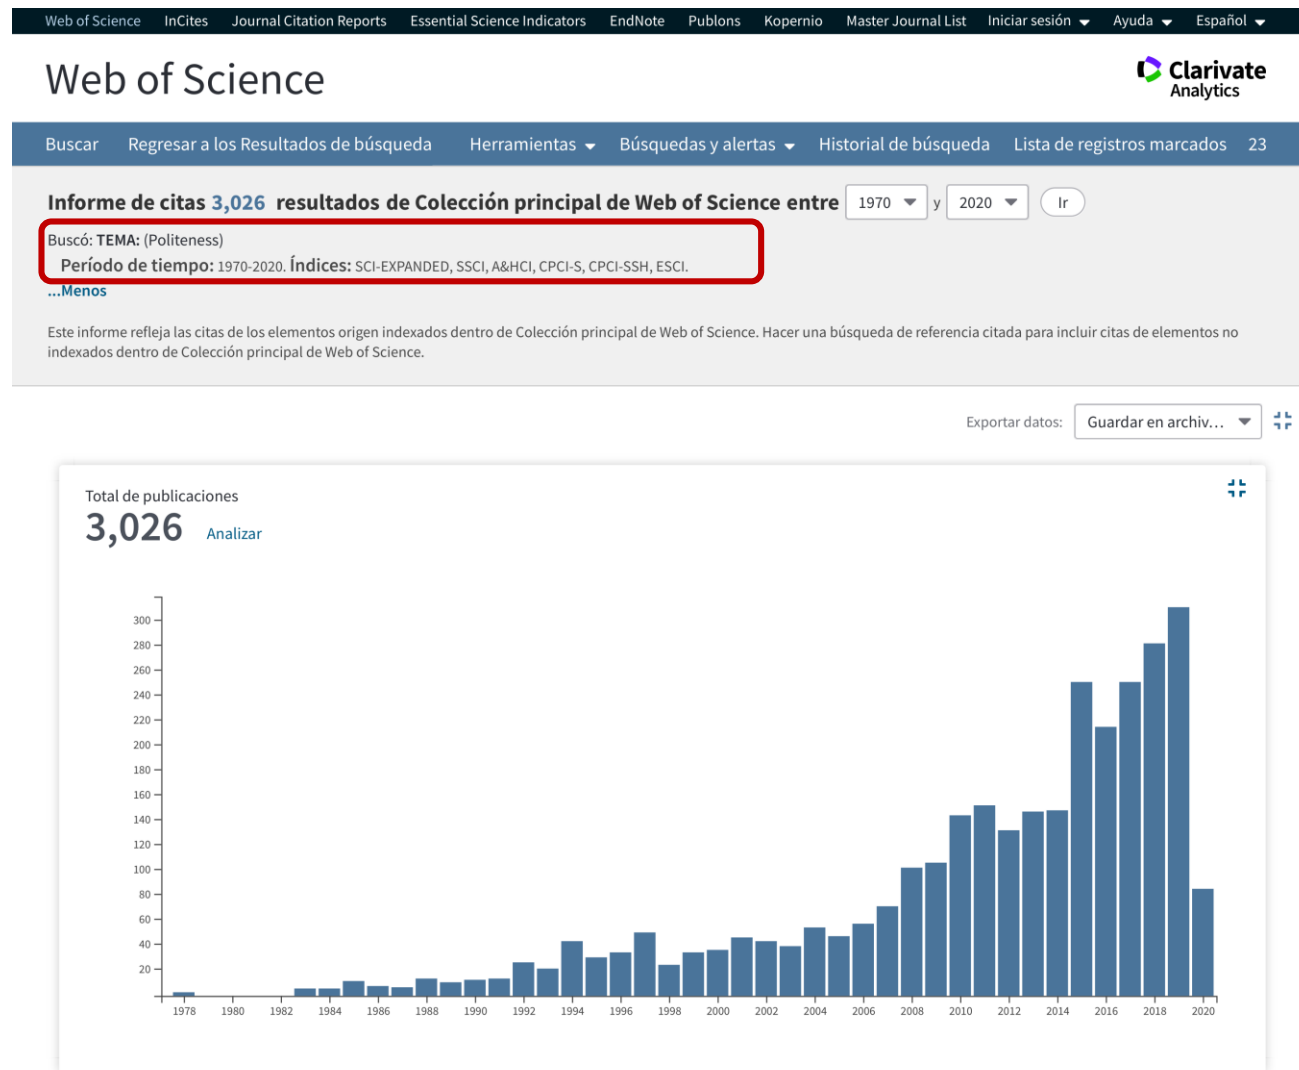 Web of Science InCites Journal Citation Reports Essential Science Indicators EndNote Publons Kopernio Master Journal List Iniciar sesión Ayuda Español
Web of Science
Clarivate
Analytics
Buscar Regresar a los Resultados de búsqueda Herramientas Búsquedas y alertas Historial de búsqueda Lista de registros marcados 23
Informe de citas 3,026 resultados de Colección principal de Web of Science entre 1970 y 2020 Ir
Buscó: TEMA: (Politeness)
Período de tiempo: 1970-2020. Índices: SCI-EXPANDED, SSCI, A&HCI, CPCI-S, CPCI-SSH, ESCI.
...Menos
Este informe refleja las citas de los elementos origen indexados dentro de Colección principal de Web of Science. Hacer una búsqueda de referencia citada para incluir citas de elementos no
indexados dentro de Colección principal de Web of Science.
Exportar datos: Guardar en archiv...
Total de publicaciones
3,026 Analizar
300
280
260
240
220
200
180
160
140
120
100
80
60
40
20
1978 1980 1982 1984 1986 1988 1990 1992 1994 1996 1998 2000 2002 2004 2006 2008 2010 2012 2014 2016 2018 2020